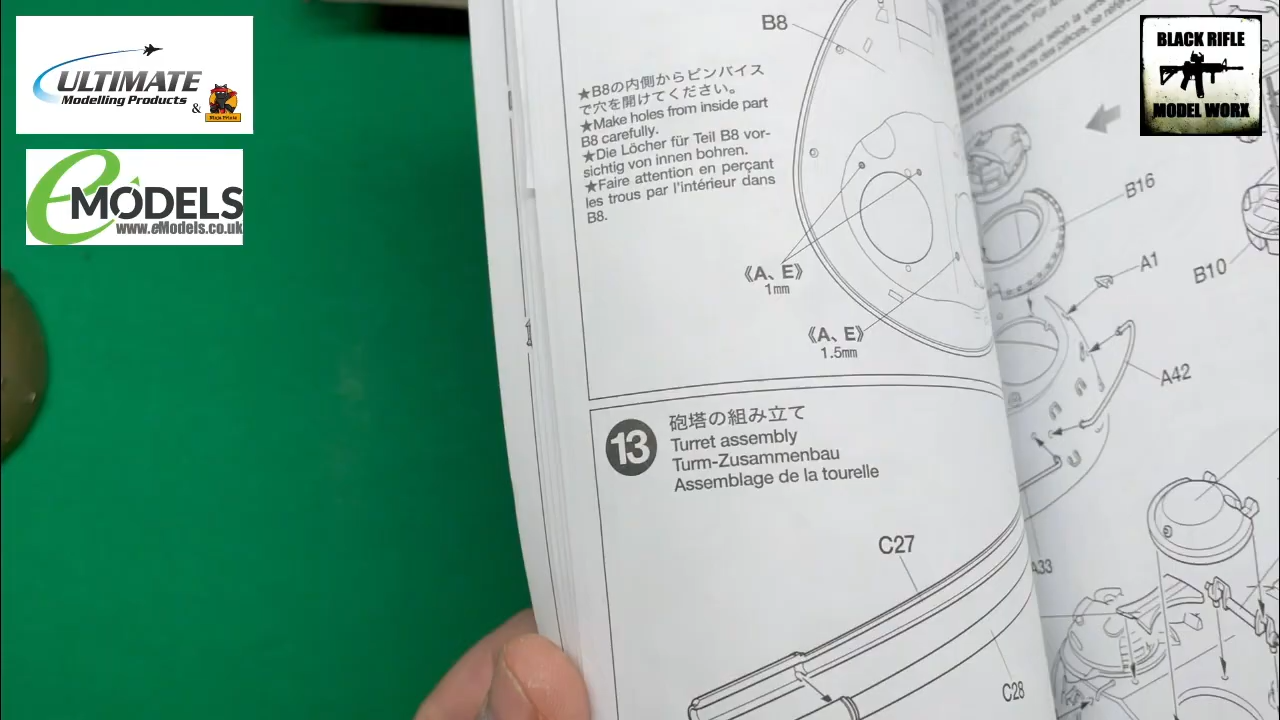 ULTIMATE
Modelling Products
&
Ninja Prints
eMODELS
www.eModels.co.uk
BLACK RIFLE
MODEL WORX
B8
★B8の内側からピンバイス
で穴を開けてください。
★Make holes from inside part
B8 carefully.
★Die Löcher für Teil B8 vor-
sichtig von innen bohren.
★Faire attention en perçant
les trous par l'intérieur dans
B8.
《A、E》
1mm
《A、E》
1.5mm
13
砲塔の組み立て
Turret assembly
Turm-Zusammenbau
Assemblage de la tourelle
C27
C28
B16
A1
B10
A42
A33